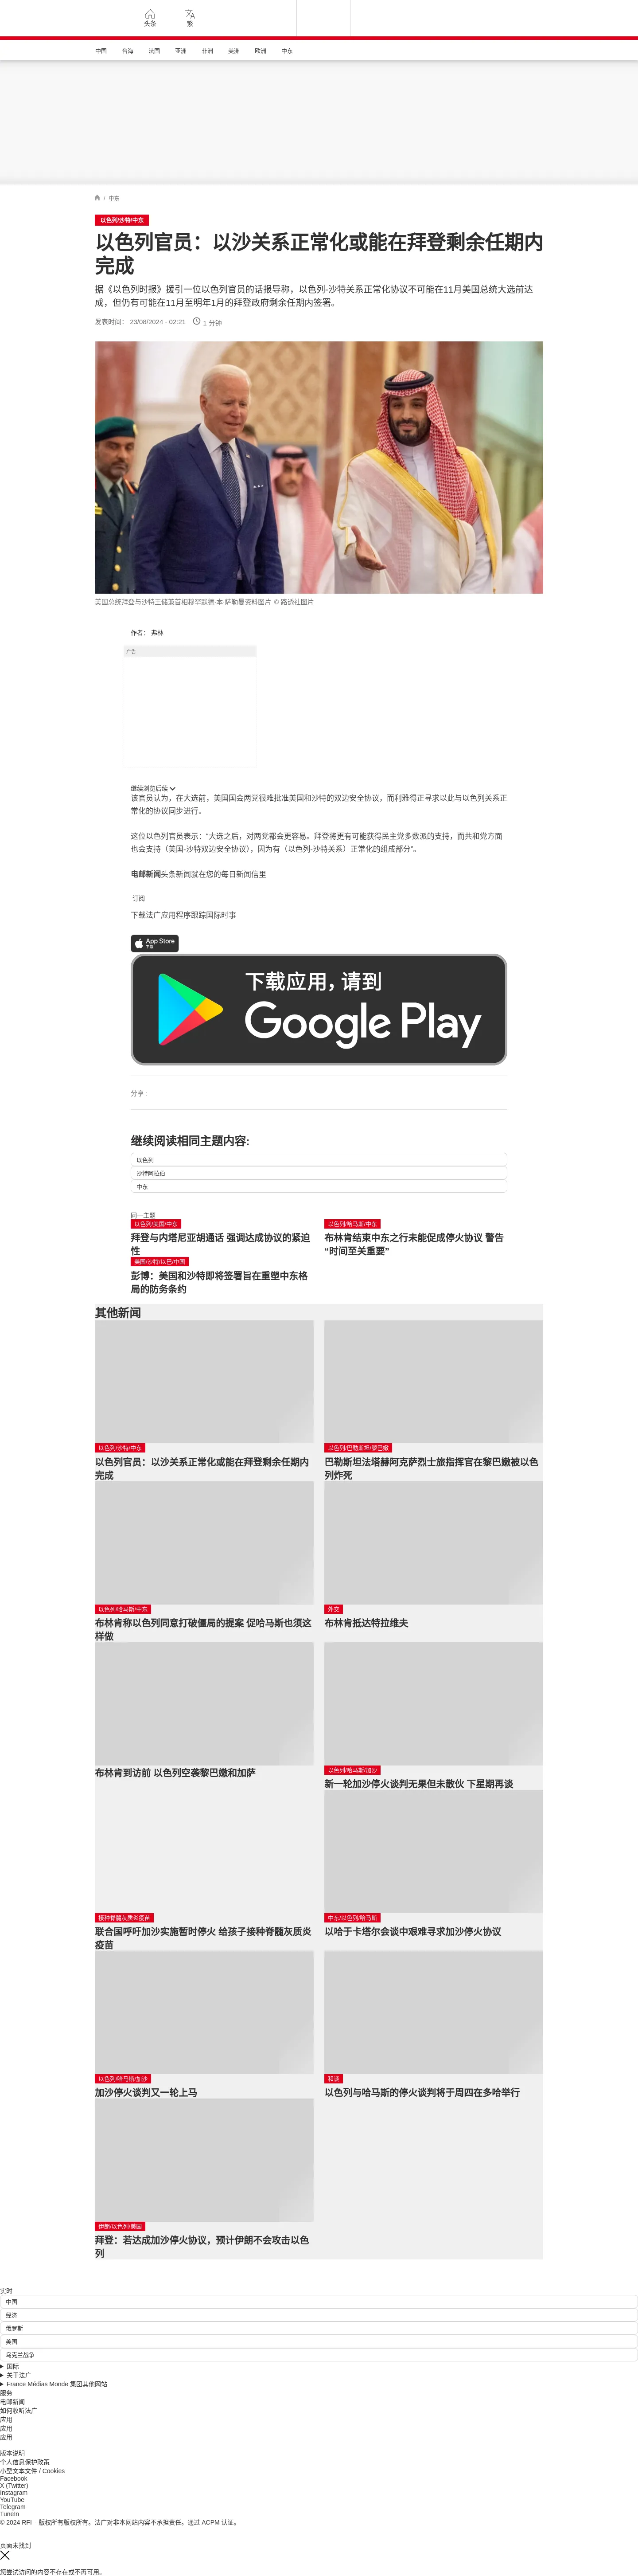 头条
繁
中国
台海
法国
亚洲
非洲
美洲
欧洲
中东
/ 中东
以色列/沙特/中东
以色列官员：以沙关系正常化或能在拜登剩余任期内
完成
据《以色列时报》援引一位以色列官员的话报导称，以色列-沙特关系正常化协议不可能在11月美国总统大选前达
成，但仍有可能在11月至明年1月的拜登政府剩余任期内签署。
发表时间： 23/08/2024 - 02:21 1 分钟
美国总统拜登与沙特王储兼首相穆罕默德·本·萨勒曼资料图片 © 路透社图片
作者： 弗林
广告
继续浏览后续
该官员认为，在大选前，美国国会两党很难批准美国和沙特的双边安全协议，而利雅得正寻求以此与以色列关系正
常化的协议同步进行。
这位以色列官员表示：“大选之后，对两党都会更容易。拜登将更有可能获得民主党多数派的支持，而共和党方面
也会支持（美国-沙特双边安全协议），因为有（以色列-沙特关系）正常化的组成部分”。
电邮新闻头条新闻就在您的每日新闻信里
订阅
下载法广应用程序跟踪国际时事
App Store
下载
下载应用，请到
Google Play
分享 :
继续阅读相同主题内容:
以色列
沙特阿拉伯
中东
同一主题
以色列/美国/中东
拜登与内塔尼亚胡通话 强调达成协议的紧迫
性
以色列/哈马斯/中东
布林肯结束中东之行未能促成停火协议 警告
“时间至关重要”
美国/沙特/以巴/中国
彭博：美国和沙特即将签署旨在重塑中东格
局的防务条约
其他新闻
以色列/沙特/中东
以色列官员：以沙关系正常化或能在拜登剩余任期内
完成
以色列/巴勒斯坦/黎巴嫩
巴勒斯坦法塔赫阿克萨烈士旅指挥官在黎巴嫩被以色
列炸死
以色列/哈马斯/中东
布林肯称以色列同意打破僵局的提案 促哈马斯也须这
样做
外交
布林肯抵达特拉维夫
布林肯到访前 以色列空袭黎巴嫩和加萨
以色列/哈马斯/加沙
新一轮加沙停火谈判无果但未散伙 下星期再谈
接种脊髓灰质炎疫苗
联合国呼吁加沙实施暂时停火 给孩子接种脊髓灰质炎
疫苗
中东/以色列/哈马斯
以哈于卡塔尔会谈中艰难寻求加沙停火协议
以色列/哈马斯/加沙
加沙停火谈判又一轮上马
和谈
以色列与哈马斯的停火谈判将于周四在多哈举行
伊朗/以色列/美国
拜登：若达成加沙停火协议，预计伊朗不会攻击以色
列
实时
中国
经济
俄罗斯
美国
乌克兰战争
国际
关于法广
France Médias Monde 集团其他网站
服务
电邮新闻
如何收听法广
应用
应用
应用
版本说明
个人信息保护政策
小型文本文件 / Cookies
Facebook
X (Twitter)
Instagram
YouTube
Telegram
TuneIn
© 2024 RFI – 版权所有版权所有。法广对非本网站内容不承担责任。通过 ACPM 认证。
页面未找到
您尝试访问的内容不存在或不再可用。